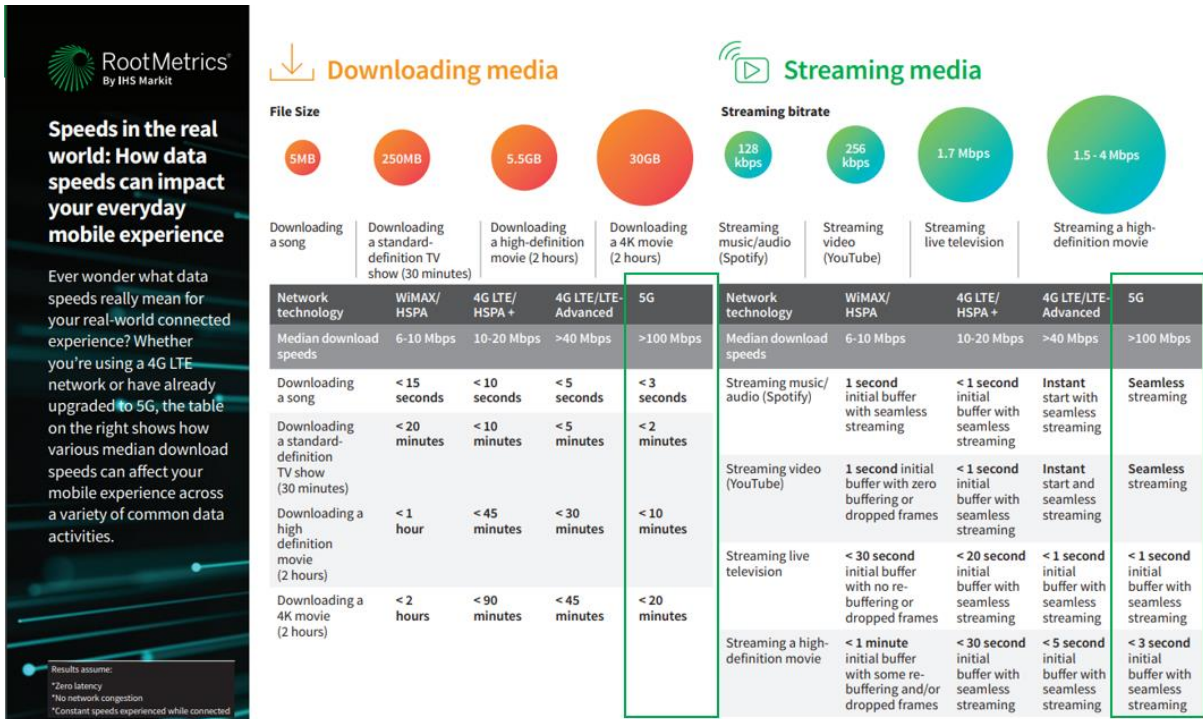 RootMetrics®
By IHS Markit
Speeds in the real
world: How data
speeds can impact
your everyday
mobile experience
Ever wonder what data
speeds really mean for
your real-world connected
experience? Whether
you're using a 4G LTE
network or have already
upgraded to 5G, the table
on the right shows how
various median download
speeds can affect your
mobile experience across
a variety of common data
activities.
Results assume:
*Zero latency
*No network congestion
*Constant speeds experienced while connected
Downloading media
File Size
5MB 250MB 5.5GB 30GB
Downloading
a song
Downloading
a standard-
definition TV
show (30 minutes)
Downloading
a high-definition
movie (2 hours)
Downloading
a 4K movie
(2 hours)
Network
technology
WiMAX/
HSPA
4G LTE/
HSPA +
4G LTE/LTE-
Advanced
5G
Median download
speeds
6-10 Mbps 10-20 Mbps >40 Mbps >100 Mbps
Downloading
a song
< 15
seconds
< 10
seconds
< 5
seconds
< 3
seconds
Downloading
a standard-
definition
TV show
(30 minutes)
< 20
minutes
< 10
minutes
< 5
minutes
< 2
minutes
Downloading a
high
definition
movie
(2 hours)
< 1
hour
< 45
minutes
< 30
minutes
< 10
minutes
Downloading a
4K movie
(2 hours)
< 2
hours
< 90
minutes
< 45
minutes
< 20
minutes
Streaming media
Streaming bitrate
128
kbps
256
kbps
1.7 Mbps
1.5 - 4 Mbps
Streaming
music/audio
(Spotify)
Streaming
video
(YouTube)
Streaming
live television
Streaming a high-
definition movie
Network
technology
WiMAX/
HSPA
4G LTE/
HSPA +
4G LTE/LTE-
Advanced
5G
Median download
speeds
6-10 Mbps 10-20 Mbps >40 Mbps >100 Mbps
Streaming music/
audio (Spotify)
1 second
initial buffer
with seamless
streaming
< 1 second
initial
buffer with
seamless
streaming
Instant
start with
seamless
streaming
Seamless
streaming
Streaming video
(YouTube)
1 second initial
buffer with zero
buffering or
dropped frames
< 1 second
initial
buffer with
seamless
streaming
Instant
start and
seamless
streaming
Seamless
streaming
Streaming live
television
< 30 second
initial buffer
with no re-
buffering or
dropped frames
< 20 second
initial
buffer with
seamless
streaming
< 1 second
initial
buffer with
seamless
streaming
< 1 second
initial
buffer with
seamless
streaming
Streaming a high-
definition movie
< 1 minute
initial buffer
with some re-
buffering and/or
dropped frames
< 30 second
initial
buffer with
seamless
streaming
< 5 second
initial
buffer with
seamless
streaming
< 3 second
initial
buffer with
seamless
streaming